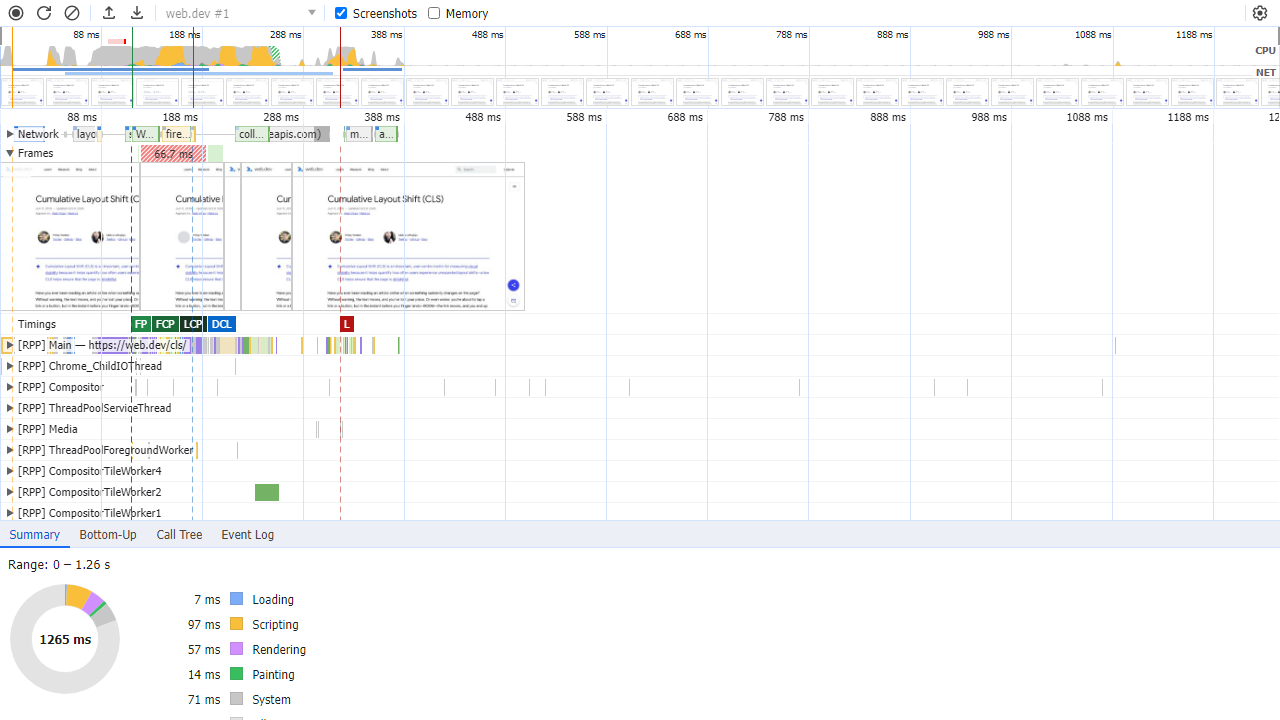 web.dev #1 Screenshots Memory
88 ms 188 ms 288 ms 388 ms 488 ms 588 ms 688 ms 788 ms 888 ms 988 ms 1088 ms 1188 ms
CPU
NET
88 ms 188 ms 288 ms 388 ms 488 ms 588 ms 688 ms 788 ms 888 ms 988 ms 1088 ms 1188 ms 12
Network layo s W... fire... coll... eapis.com) m... a...
Frames 66.7 ms
Cumulative Layout Shift (C Cumulative Cu Cumulative Layout Shift (CLS)
Timings FP FCP LCP DCL L
[RPP] Main — https://web.dev/cls/
[RPP] Chrome_ChildIOThread
[RPP] Compositor
[RPP] ThreadPoolServiceThread
[RPP] Media
[RPP] ThreadPoolForegroundWorker
[RPP] CompositorTileWorker4
[RPP] CompositorTileWorker2
[RPP] CompositorTileWorker1
Summary Bottom-Up Call Tree Event Log
Range: 0 – 1.26 s
1265 ms
7 ms Loading
97 ms Scripting
57 ms Rendering
14 ms Painting
71 ms System